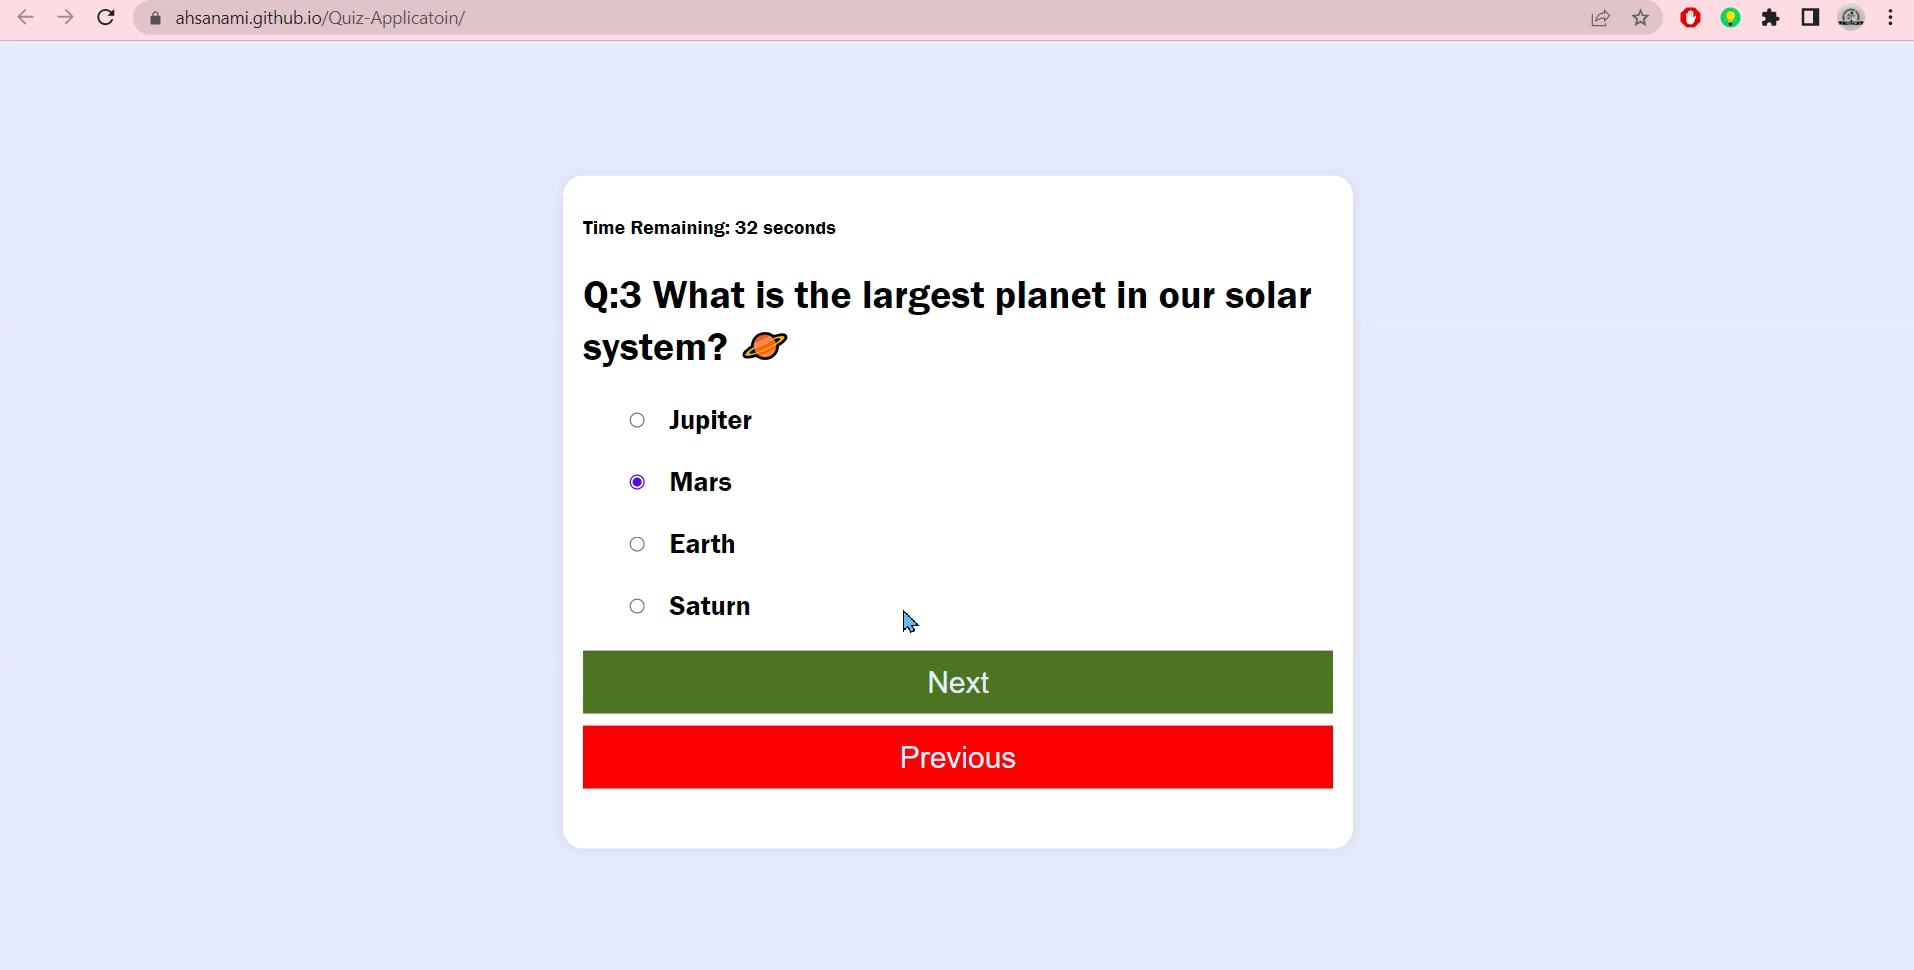 ahsanami.github.io/Quiz-Applicatoin/
Time Remaining: 32 seconds
Q:3 What is the largest planet in our solar
system? 🪐
Jupiter
Mars
Earth
Saturn
Next
Previous